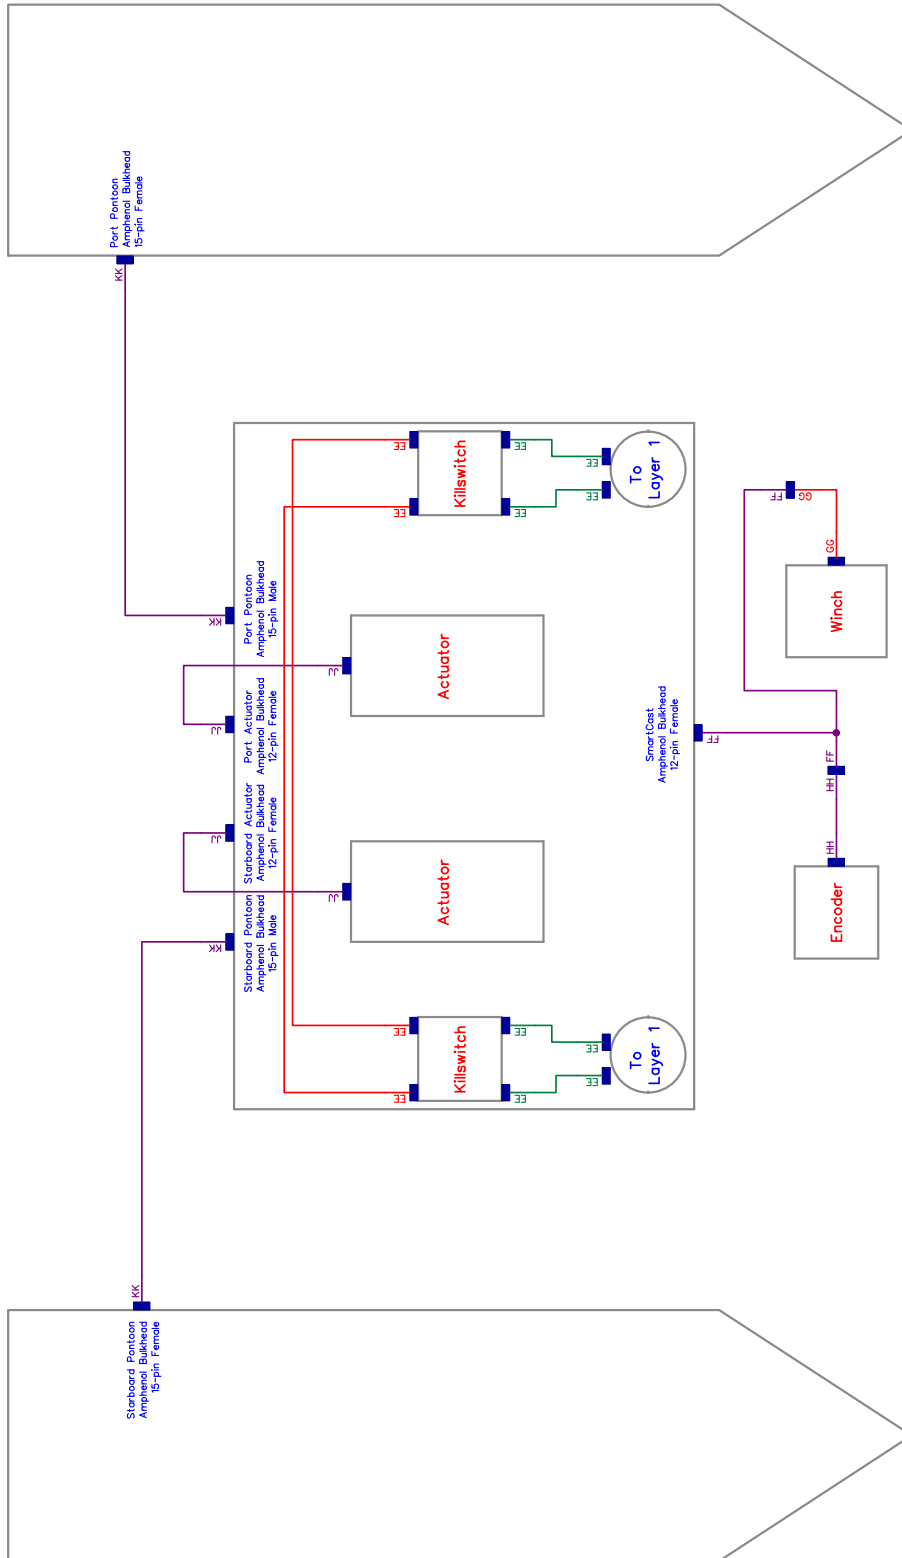 Port Pontoon
Amphenol Bulkhead
15-pin Female
KK
EE
EE
Killswitch
EE
EE
EE
EE
To
Layer 1
FF
GG
GG
Winch
KK
Port Pontoon
Amphenol Bulkhead
15-pin Male
JJ
Actuator
JJ
Port Actuator
Amphenol Bulkhead
12-pin Female
SmartCast
Amphenol Bulkhead
12-pin Female
FF
FF
HH
HH
Encoder
JJ
Starboard Actuator
Amphenol Bulkhead
12-pin Female
JJ
Actuator
KK
Starboard Pontoon
Amphenol Bulkhead
15-pin Male
EE
EE
Killswitch
EE
EE
EE
EE
To
Layer 1
KK
Starboard Pontoon
Amphenol Bulkhead
15-pin Female